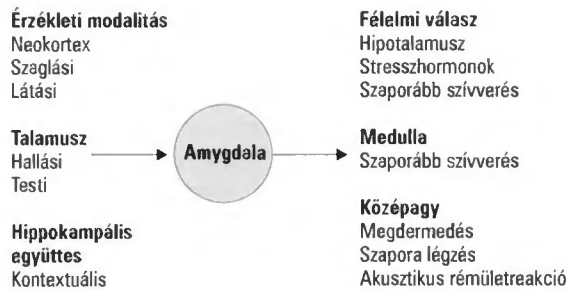 Érzékleti modalitás
Neokortex
Szaglási
Látási
Talamusz
Hallási
Testi
Hippokampális
együttes
Kontextuális
Amygdala
Félelmi válasz
Hipotalamusz
Stresszhormonok
Szaporább szívverés
Medulla
Szaporább szívverés
Középagy
Megdermedés
Szapora légzés
Akusztikus rémületreakció